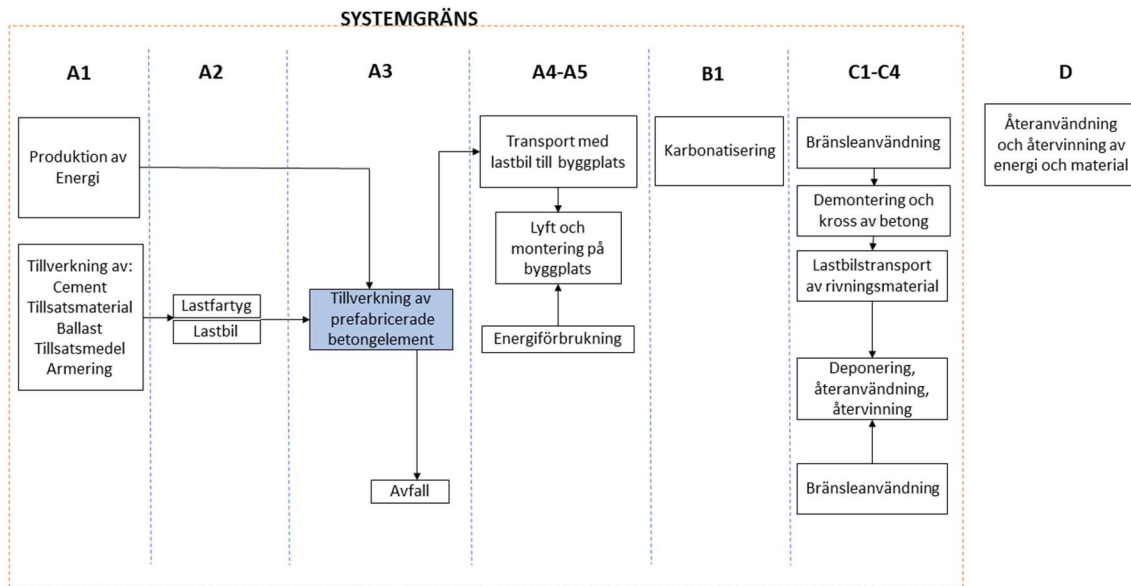 SYSTEMGRÄNS
A1
A2
A3
A4-A5
B1
C1-C4
D
Produktion av
Energi
Tillverkning av:
Cement
Tillsatsmaterial
Ballast
Tillsatsmedel
Armering
Lastfartyg
Lastbil
Tillverkning av
prefabricerade
betongelement
Avfall
Transport med
lastbil till byggplats
Lyft och
montering på
byggplats
Energiförbrukning
Karbonatisering
Bränsleanvändning
Demontering och
kross av betong
Lastbilstransport
av rivningsmaterial
Deponering,
återanvändning,
återvinning
Bränsleanvändning
Återanvändning
och återvinning av
energi och material